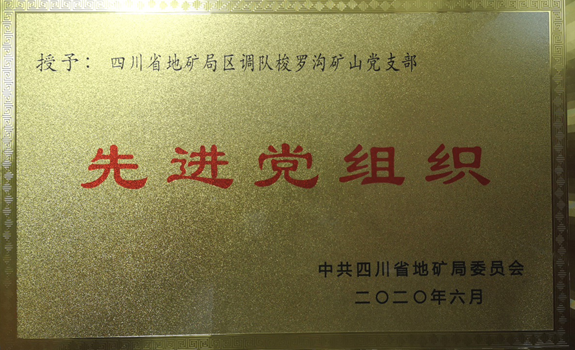 授予：四川省地矿局区调队梭罗沟矿山党支部
先进党组织
中共四川省地矿局委员会
二〇二〇年六月